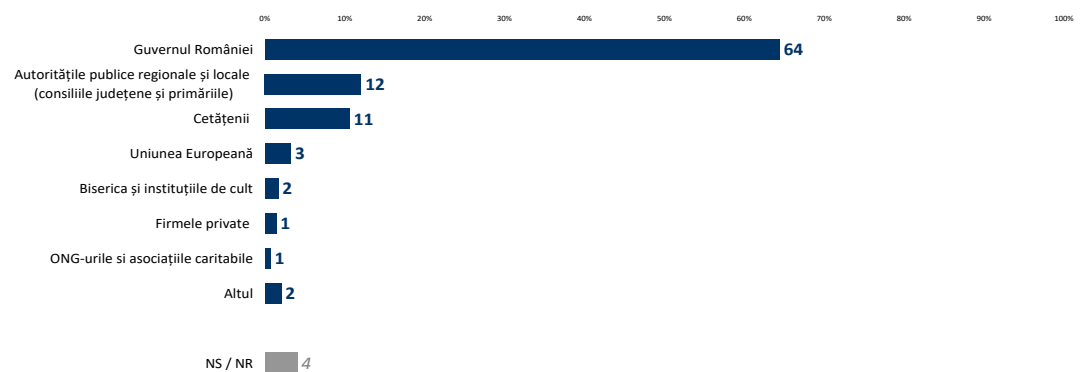 0% 10% 20% 30% 40% 50% 60% 70% 80% 90% 100%
Guvernul României 64
Autoritățile publice regionale și locale
(consiliile județene și primăriile) 12
Cetățenii 11
Uniunea Europeană 3
Biserica și instituțiile de cult 2
Firmele private 1
ONG-urile si asociațiile caritabile 1
Altul 2
NS / NR 4